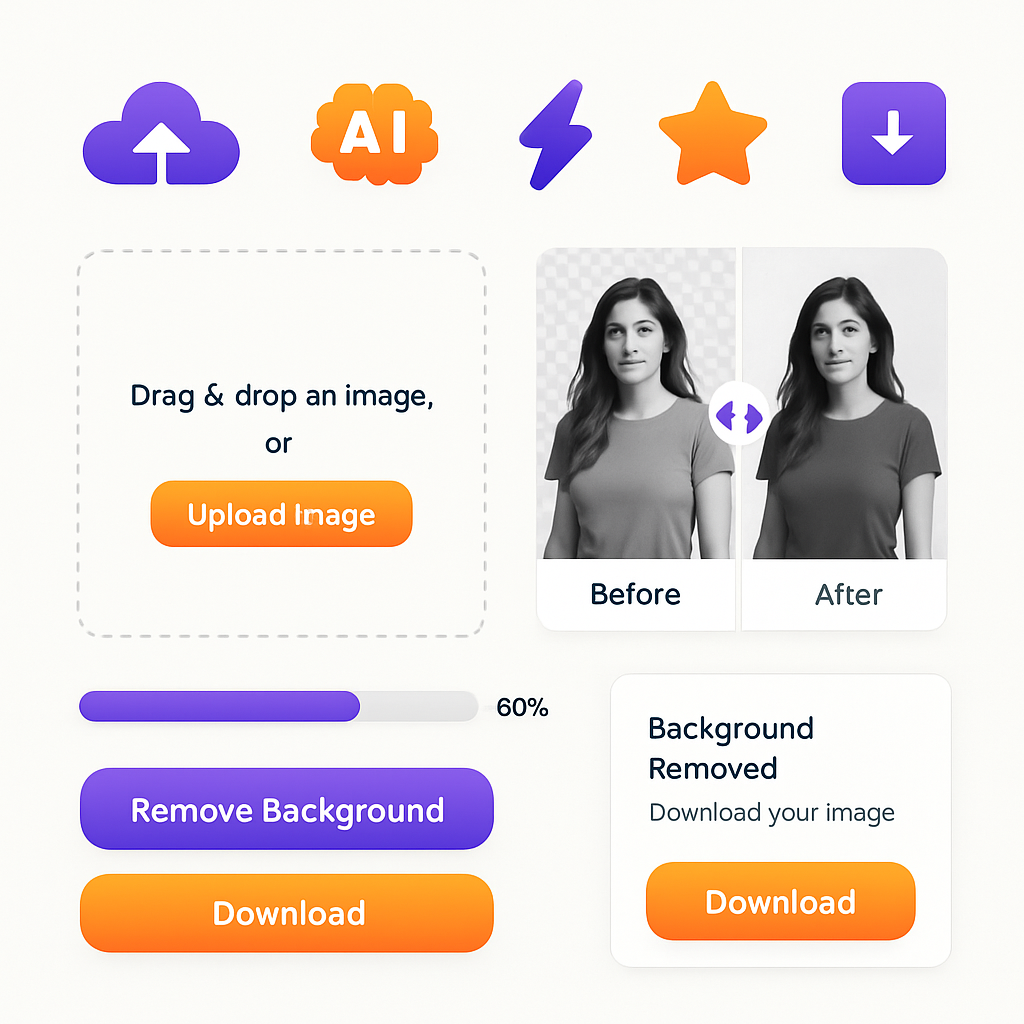 AI
Drag & drop an image,
or
Upload Image
Before
After
60%
Remove Background
Download
Background
Removed
Download your image
Download